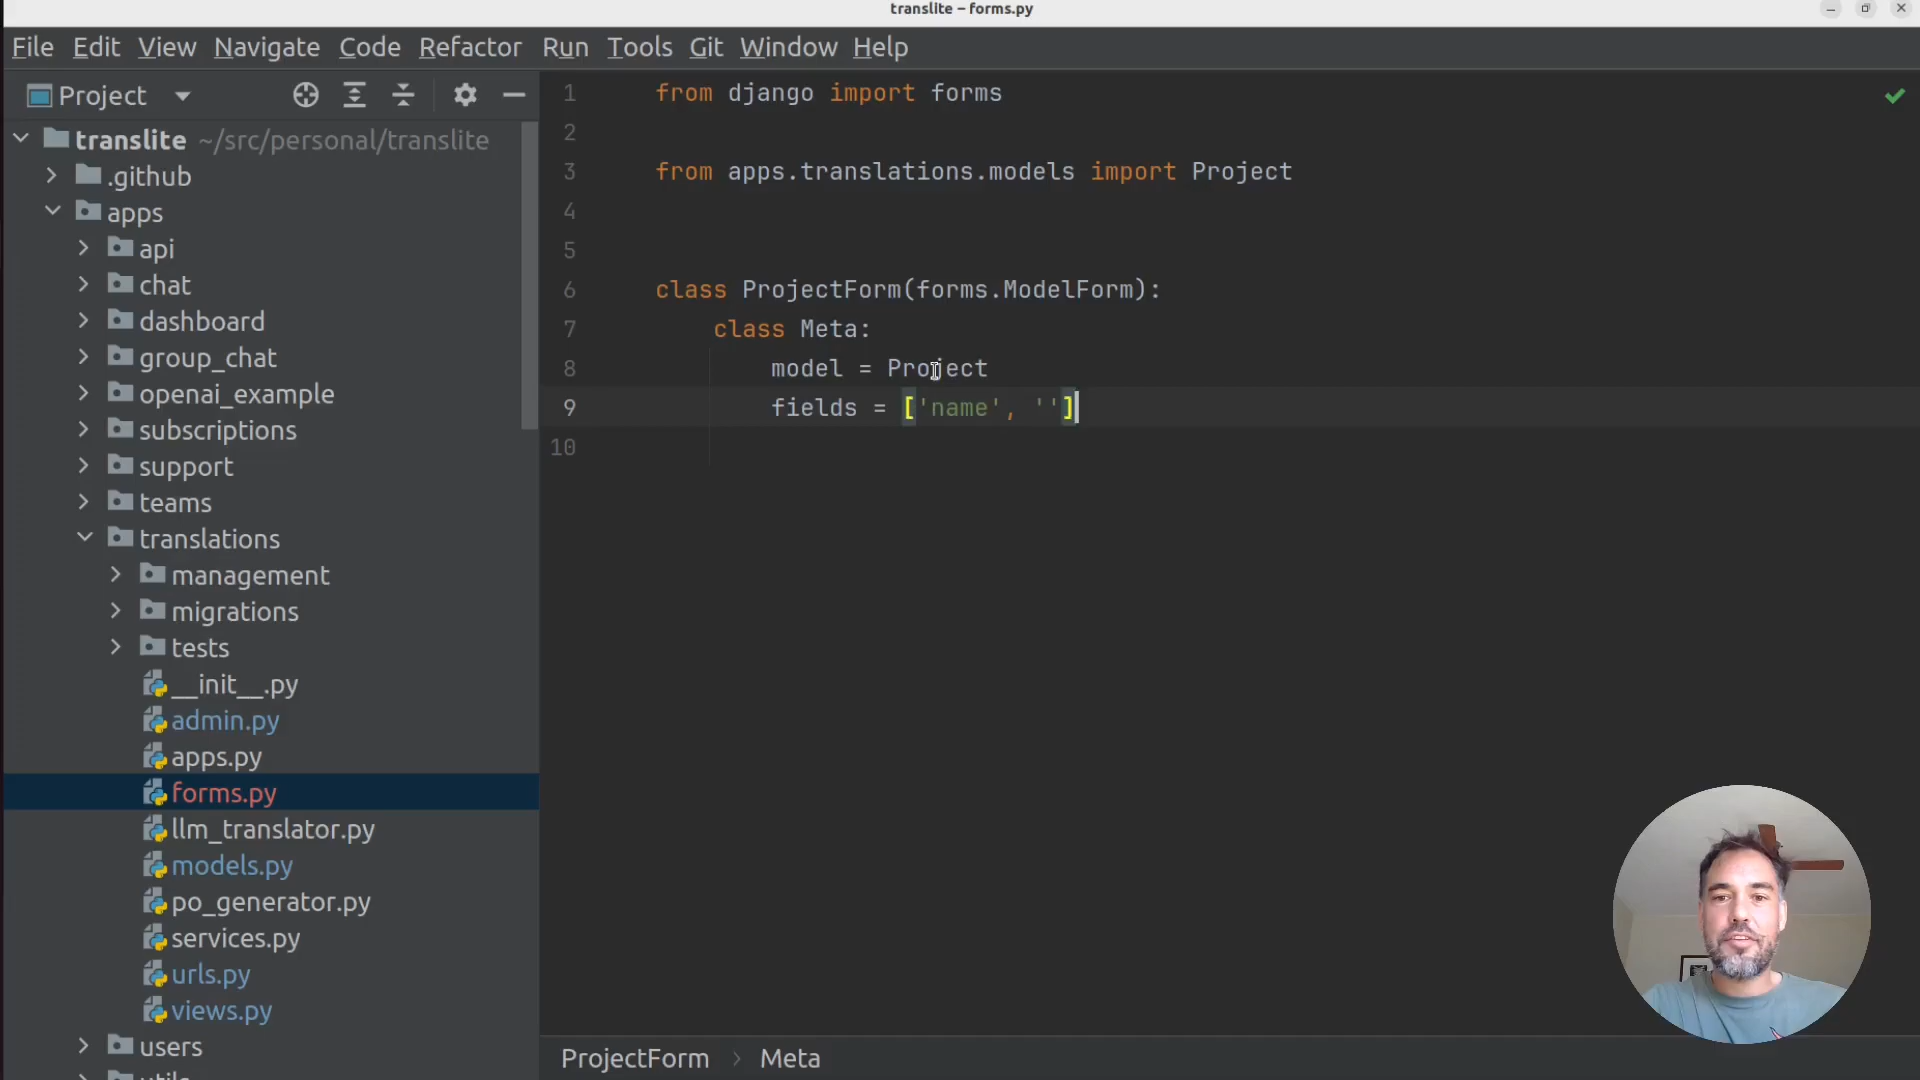 translite – forms.py
File Edit View Navigate Code Refactor Run Tools Git Window Help
Project
translite ~/src/personal/translite
.github
apps
api
chat
dashboard
group_chat
openai_example
subscriptions
support
teams
translations
management
migrations
tests
__init__.py
admin.py
apps.py
forms.py
llm_translator.py
models.py
po_generator.py
services.py
urls.py
views.py
users
utils
1 from django import forms
2
3 from apps.translations.models import Project
4
5
6 class ProjectForm(forms.ModelForm):
7 class Meta:
8 model = Project
9 fields = ['name', '']
10
ProjectForm > Meta